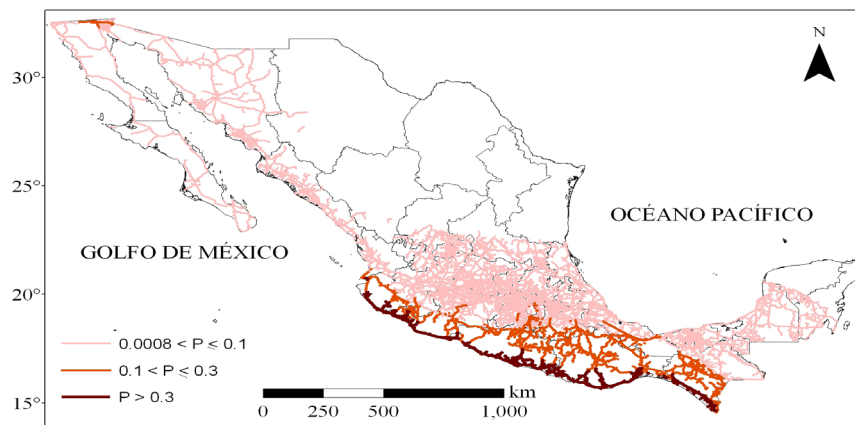 N
30°
25°
OCÉANO PACÍFICO
GOLFO DE MÉXICO
20°
0.0008 < P ≤ 0.1
0.1 < P ≤ 0.3
P > 0.3
km
15°
0 250 500 1,000